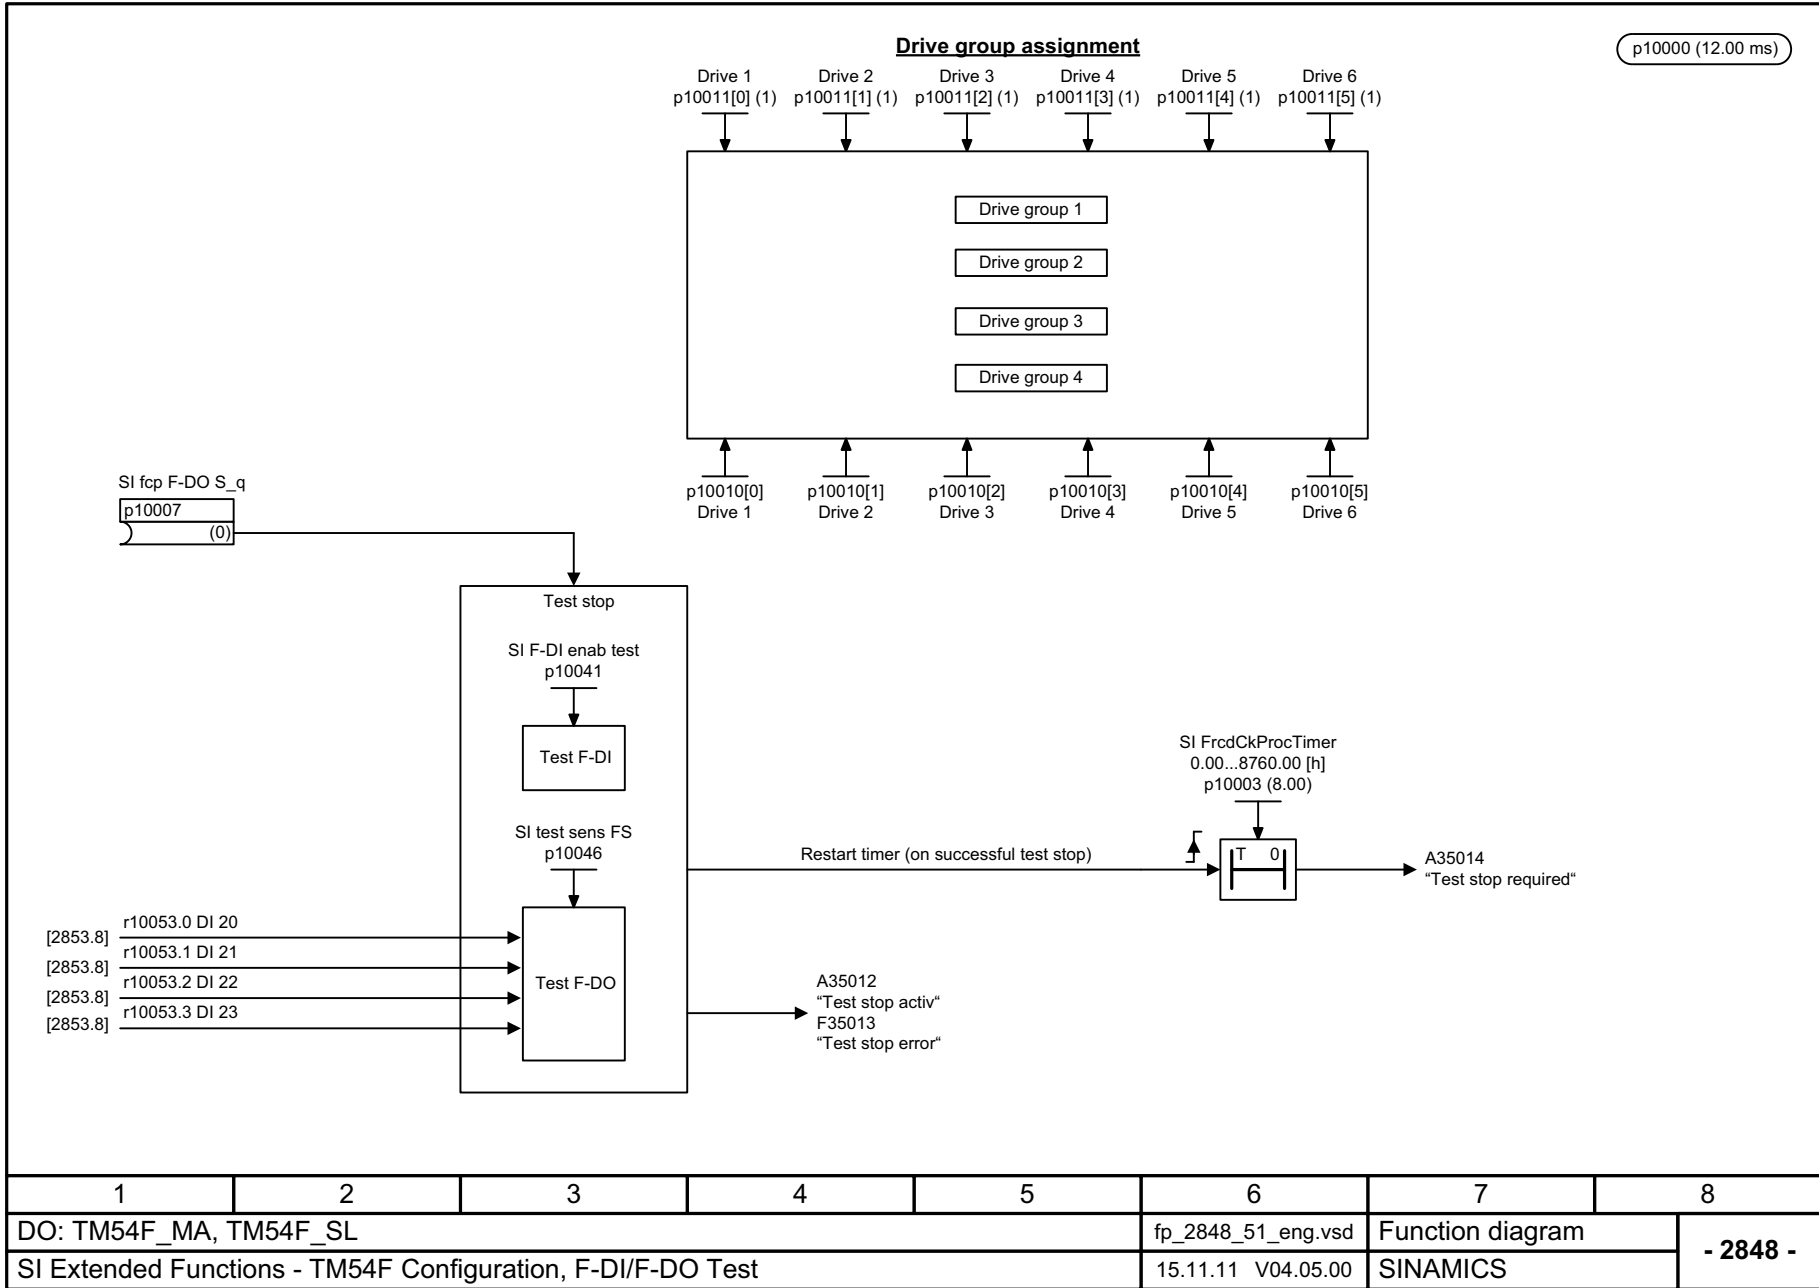 Drive group assignment
p10000 (12.00 ms)
Drive 1 Drive 2 Drive 3 Drive 4 Drive 5 Drive 6
p10011[0] (1) p10011[1] (1) p10011[2] (1) p10011[3] (1) p10011[4] (1) p10011[5] (1)
Drive group 1
Drive group 2
Drive group 3
Drive group 4
p10010[0] p10010[1] p10010[2] p10010[3] p10010[4] p10010[5]
Drive 1 Drive 2 Drive 3 Drive 4 Drive 5 Drive 6
SI fcp F-DO S_q
p10007
(0)
Test stop
SI F-DI enab test
p10041
Test F-DI
SI test sens FS
p10046
Test F-DO
[2853.8] r10053.0 DI 20
[2853.8] r10053.1 DI 21
[2853.8] r10053.2 DI 22
[2853.8] r10053.3 DI 23
Restart timer (on successful test stop)
SI FrcdCkProcTimer
0.00...8760.00 [h]
p10003 (8.00)
T 0
A35014
“Test stop required“
A35012
“Test stop activ“
F35013
“Test stop error“
1 2 3 4 5 6 7 8
DO: TM54F_MA, TM54F_SL fp_2848_51_eng.vsd Function diagram
- 2848 -
SI Extended Functions - TM54F Configuration, F-DI/F-DO Test 15.11.11 V04.05.00 SINAMICS